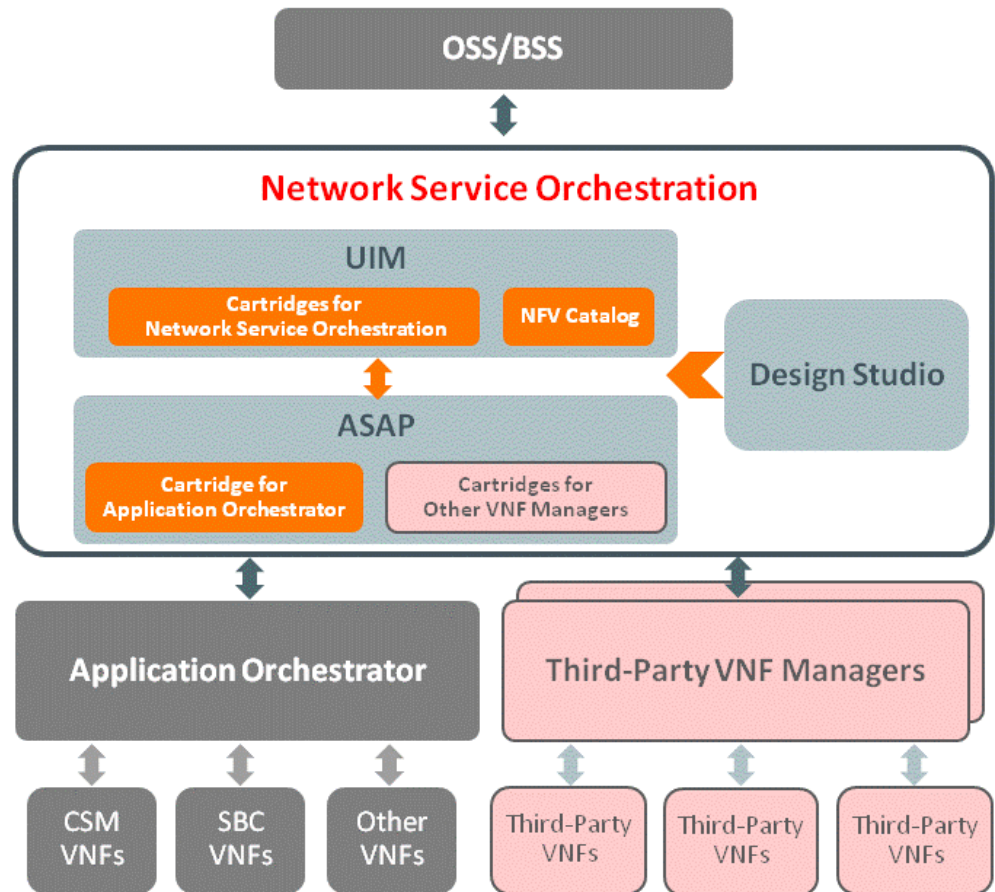 OSS/BSS
Network Service Orchestration
UIM
Cartridges for
Network Service Orchestration
NFV Catalog
Design Studio
ASAP
Cartridge for
Application Orchestrator
Cartridges for
Other VNF Managers
Application Orchestrator
Third-Party VNF Managers
CSM
VNFs
SBC
VNFs
Other
VNFs
Third-Party
VNFs
Third-Party
VNFs
Third-Party
VNFs